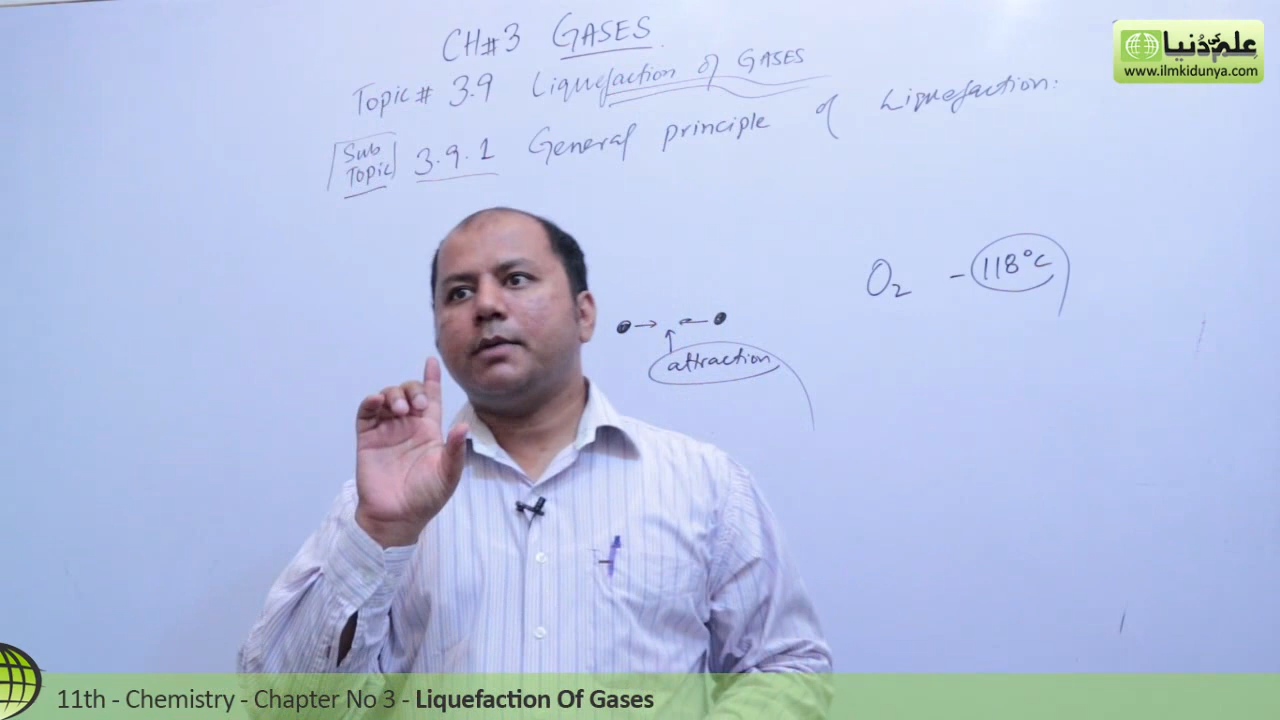 CH# 3 GASES
Topic# 3.9 Liquefaction of GASES
Sub Topic 3.9.1 General principle of Liquefaction:
O₂ -118°C
attraction
علم کی دنیا
www.ilmkidunya.com
11th - Chemistry - Chapter No 3 - Liquefaction Of Gases